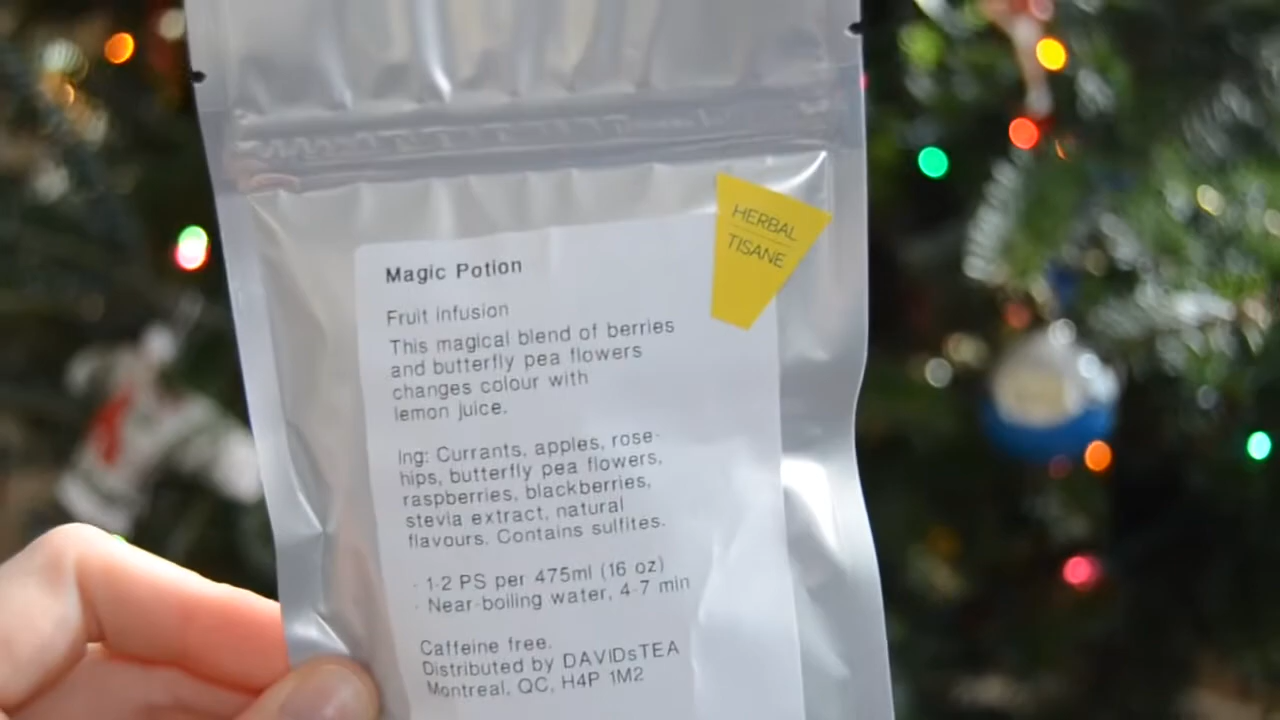 HERBAL
TISANE
Magic Potion
Fruit infusion
This magical blend of berries
and butterfly pea flowers
changes colour with
lemon juice.
Ing: Currants, apples, rose-
hips, butterfly pea flowers,
raspberries, blackberries,
stevia extract, natural
flavours. Contains sulfites.
· 1-2 PS per 475ml (16 oz)
· Near-boiling water, 4-7 min
Caffeine free.
Distributed by DAVIDsTEA
Montreal, QC, H4P 1M2